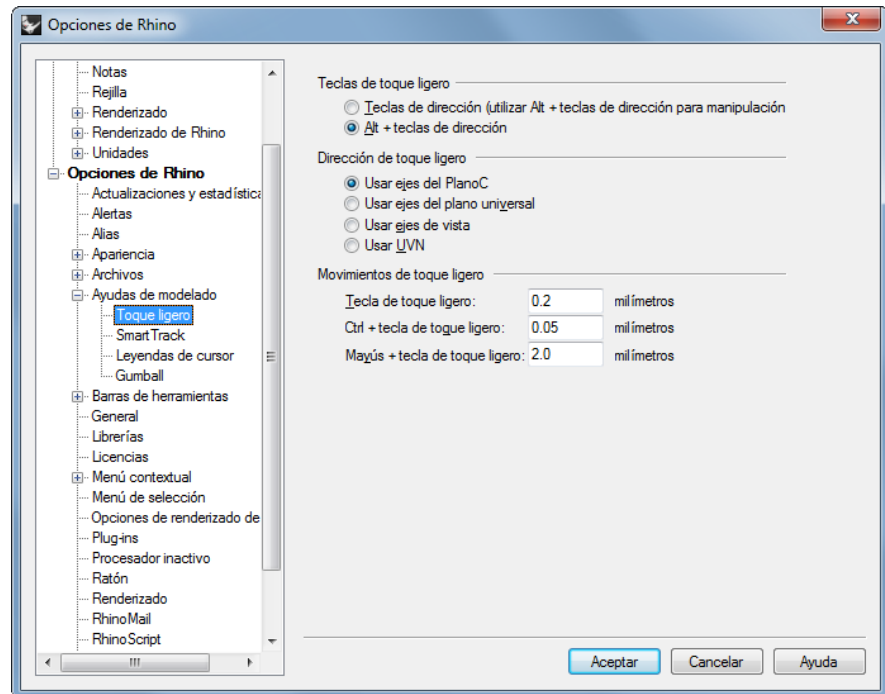 Opciones de Rhino
Notas
Rejilla
Renderizado
Renderizado de Rhino
Unidades
Opciones de Rhino
Actualizaciones y estadística
Alertas
Alias
Apariencia
Archivos
Ayudas de modelado
Toque ligero
SmartTrack
Leyendas de cursor
Gumball
Barras de herramientas
General
Librerías
Licencias
Menú contextual
Menú de selección
Opciones de renderizado de
Plug-ins
Procesador inactivo
Ratón
Renderizado
RhinoMail
RhinoScript
Teclas de toque ligero
Teclas de dirección (utilizar Alt + teclas de dirección para manipulación
Alt + teclas de dirección
Dirección de toque ligero
Usar ejes del PlanoC
Usar ejes del plano universal
Usar ejes de vista
Usar UVN
Movimientos de toque ligero
Tecla de toque ligero: 0.2 milímetros
Ctrl + tecla de toque ligero: 0.05 milímetros
Mayús + tecla de toque ligero: 2.0 milímetros
Aceptar Cancelar Ayuda